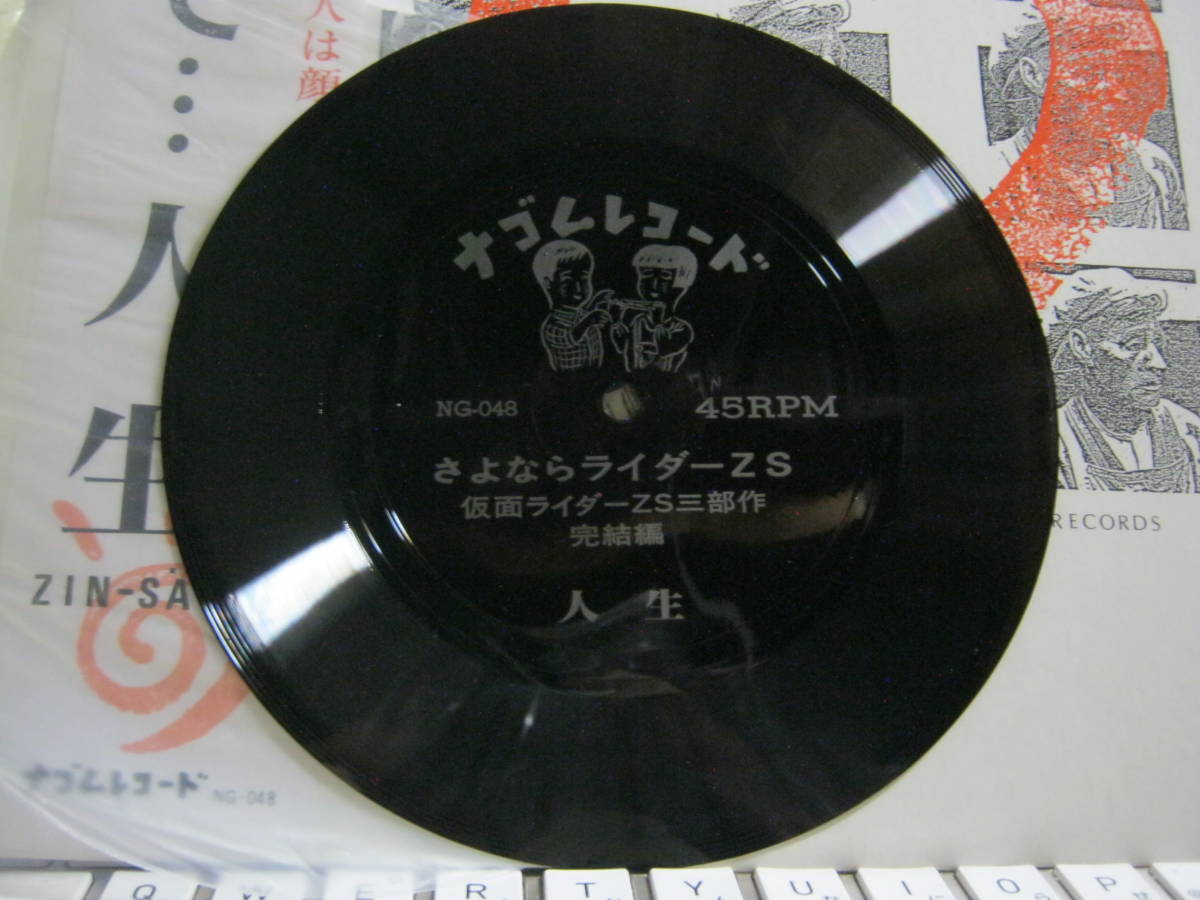 ナゴムレコード
NG-048
45RPM
さよならライダーZS
仮面ライダーZS三部作
完結編
人生
人は顔
人生
ZIN-SA
ナゴムレコード NG-048
RECORDS
Q W E R T Y U I O P